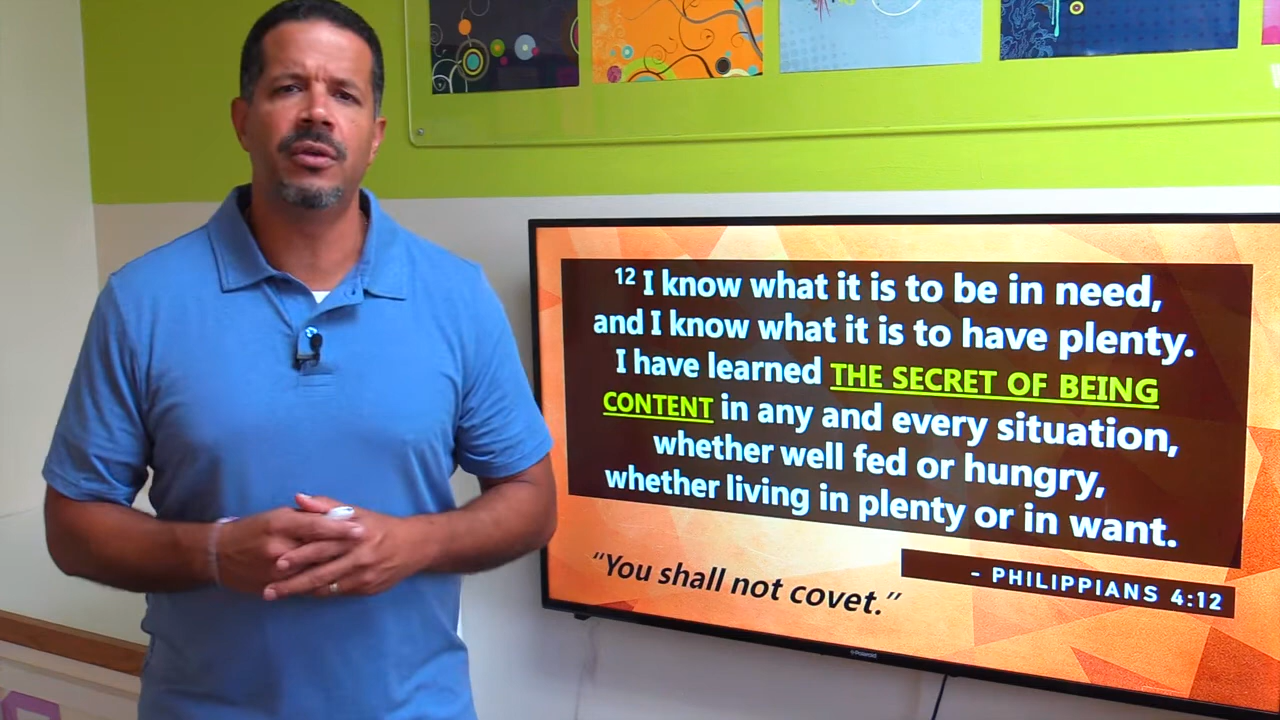 12 I know what it is to be in need,
and I know what it is to have plenty.
I have learned THE SECRET OF BEING
CONTENT in any and every situation,
whether well fed or hungry,
whether living in plenty or in want.
- PHILIPPIANS 4:12
“You shall not covet.”
Polaroid